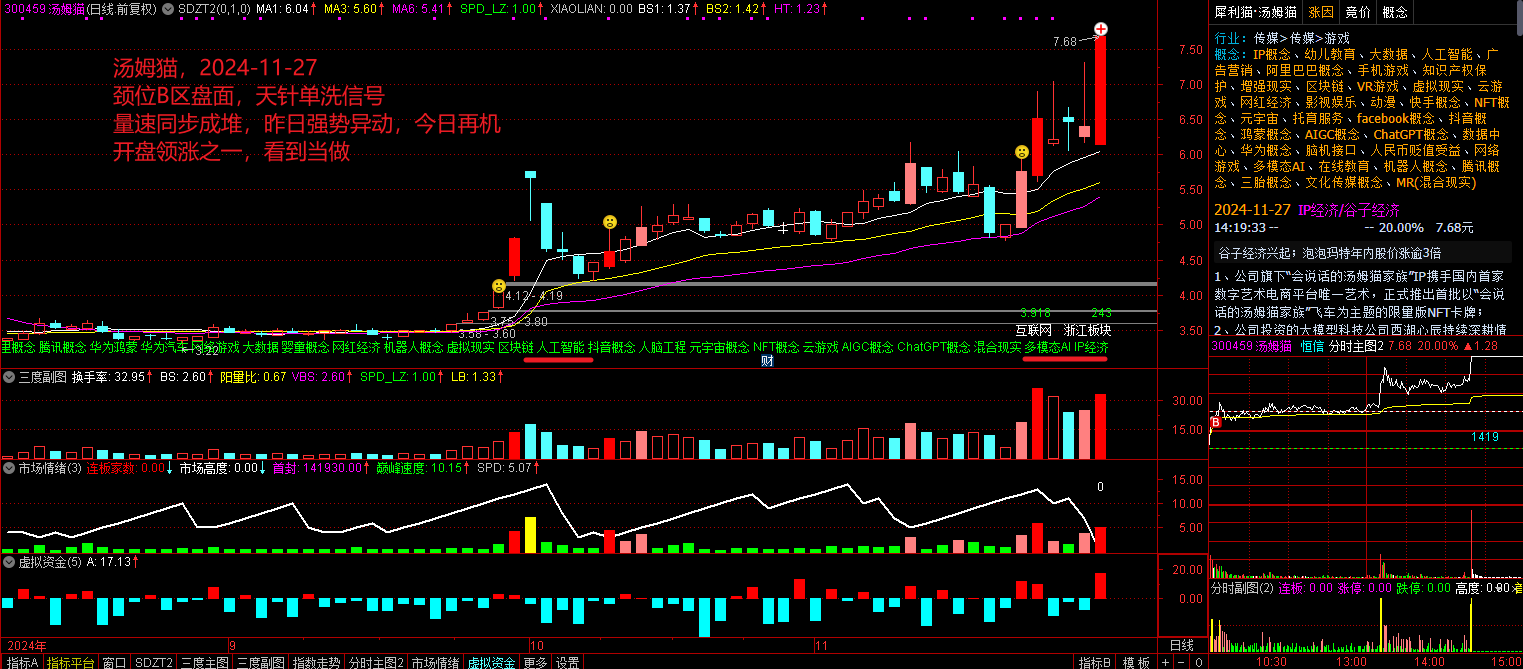 300459 汤姆猫(日线.前复权) SDZT2(0,1,0) MA1: 6.04↑ MA3: 5.60↑ MA6: 5.41↑ SPD_LZ: 1.00↑ XIAOLIAN: 0.00 BS1: 1.37↑ BS2: 1.42↑ HT: 1.23↑
汤姆猫，2024-11-27
颈位B区盘面，天针单洗信号
量速同步成堆，昨日强势异动，今日再机
开盘领涨之一，看到当做
7.68
7.50
7.00
6.50
6.00
5.50
5.00
4.50
4.00
3.50
4.12 - 4.19
3.75 - 3.80
3.60
3.22
3.918 243
互联网 浙江板块
里概念 腾讯概念 华为鸿蒙 华为汽车 网络游戏 大数据 婴童概念 网红经济 机器人概念 虚拟现实 区块链 人工智能 抖音概念 人脑工程 元宇宙概念 NFT概念 云游戏 AIGC概念 ChatGPT概念 混合现实 多模态AI IP经济
财
三度副图 换手率: 32.95↑ BS: 2.60↑ 阳量比: 0.67 VBS: 2.60↑ SPD_LZ: 1.00↑ LB: 1.33↑
30.00
15.00
市场情绪(3) 连板家数: 0.00↓ 市场高度: 0.00↓ 首封: 141930.00↑ 巅峰速度: 10.15↑ SPD: 5.07↑
15.00
10.00
5.00
0
虚拟资金(5) A: 17.13↑
20.00
0.00
2024年 9 10 11 日线
指标A 指标平台 窗口 SDZT2 三度主图 三度副图 指数走势 分时主图2 市场情绪 虚拟资金 更多 设置 指标B 模板 + - 0
犀利猫·汤姆猫 涨因 竞价 概念
行业：传媒>传媒>游戏
概念：IP概念、幼儿教育、大数据、人工智能、广
告营销、阿里巴巴概念、手机游戏、知识产权保
护、增强现实、区块链、VR游戏、虚拟现实、云游
戏、网红经济、影视娱乐、动漫、快手概念、NFT概
念、元宇宙、托育服务、facebook概念、抖音概
念、鸿蒙概念、AIGC概念、ChatGPT概念、数据中
心、华为概念、脑机接口、人民币贬值受益、网络
游戏、多模态AI、在线教育、机器人概念、腾讯概
念、三胎概念、文化传媒概念、MR(混合现实)
2024-11-27 IP经济/谷子经济
14:19:33 -- -- 20.00% 7.68元
谷子经济兴起；泡泡玛特年内股价涨逾3倍
1、公司旗下“会说话的汤姆猫家族”IP携手国内首家
数字艺术电商平台唯一艺术，正式推出首批以“会说
话的汤姆猫家族”飞车为主题的限量版NFT卡牌；
2、公司投资的大模型科技公司西湖心辰持续深耕情
300459 汤姆猫 恒信 分时主图2 7.68 20.00% ▲1.28
B
1419
分时副图(2) 连板: 0.00 涨停: 0.00 跌停: 0.00 高度: 0.00
10:30 13:00 14:00 15:00